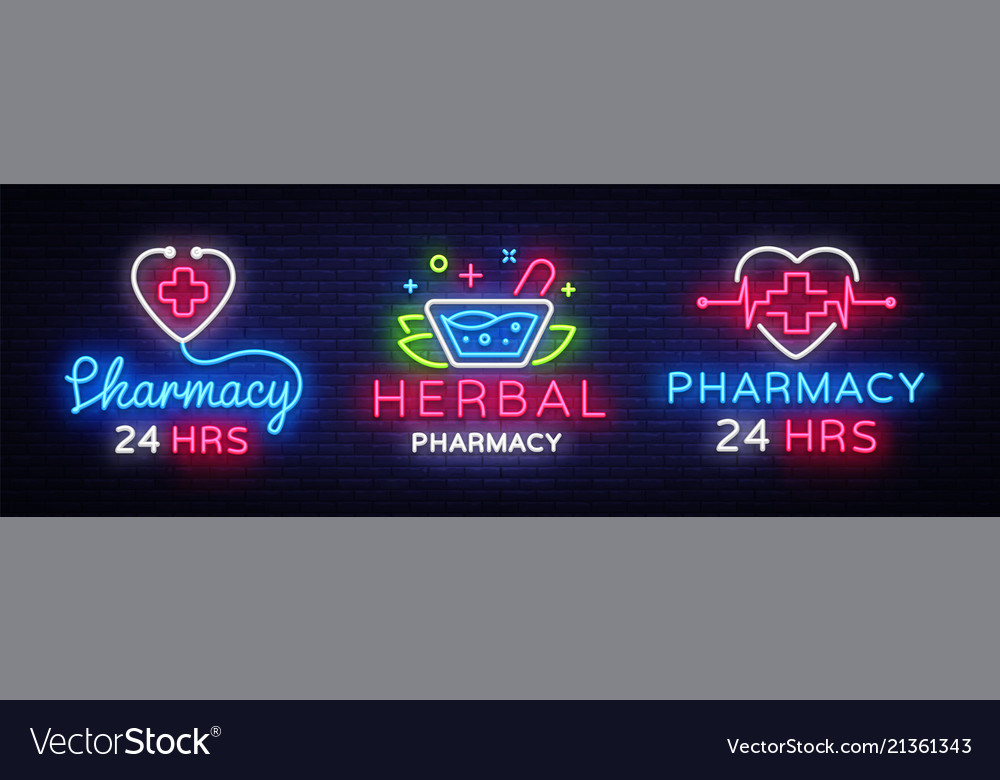 Pharmacy
24 HRS
HERBAL
PHARMACY
PHARMACY
24 HRS
VectorStock®
VectorStock.com/21361343